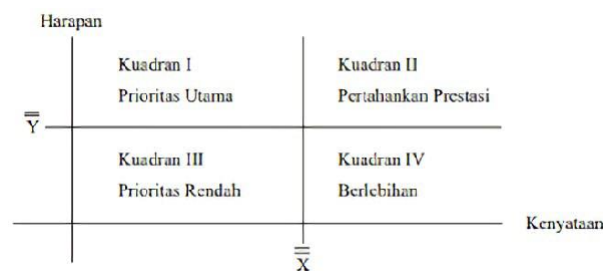 Harapan
Kuadran I
Prioritas Utama
Kuadran II
Pertahankan Prestasi
Y
Kuadran III
Prioritas Rendah
Kuadran IV
Berlebihan
Kenyataan
X